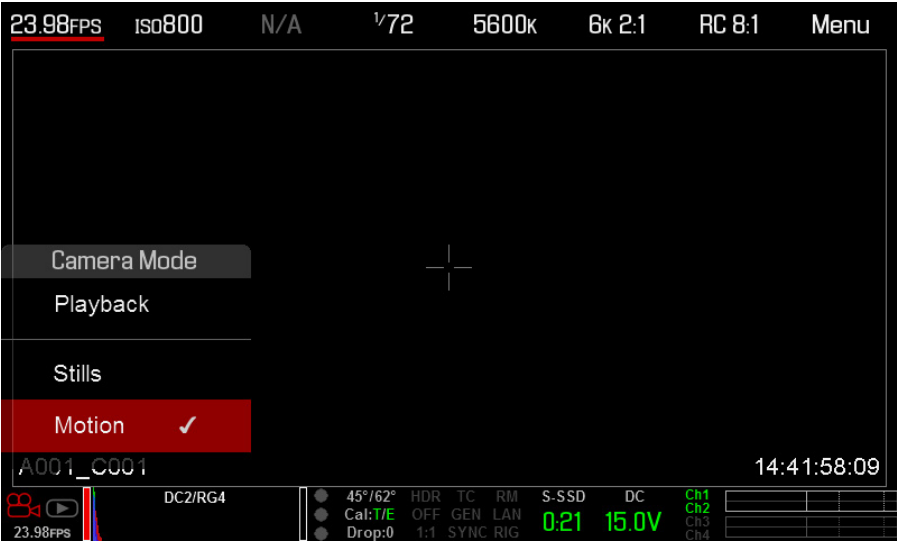 23.98FPS ISO800 N/A 1/72 5600K 6K 2:1 RC 8:1 Menu
Camera Mode
Playback
Stills
Motion ✓
A001_C001
14:41:58:09
DC2/RG4
23.98FPS
45°/62° HDR TC RM
Cal:T/E OFF GEN LAN
Drop:0 1:1 SYNC RIG
S-SSD
0:21
DC
15.0V
Ch1
Ch2
Ch3
Ch4